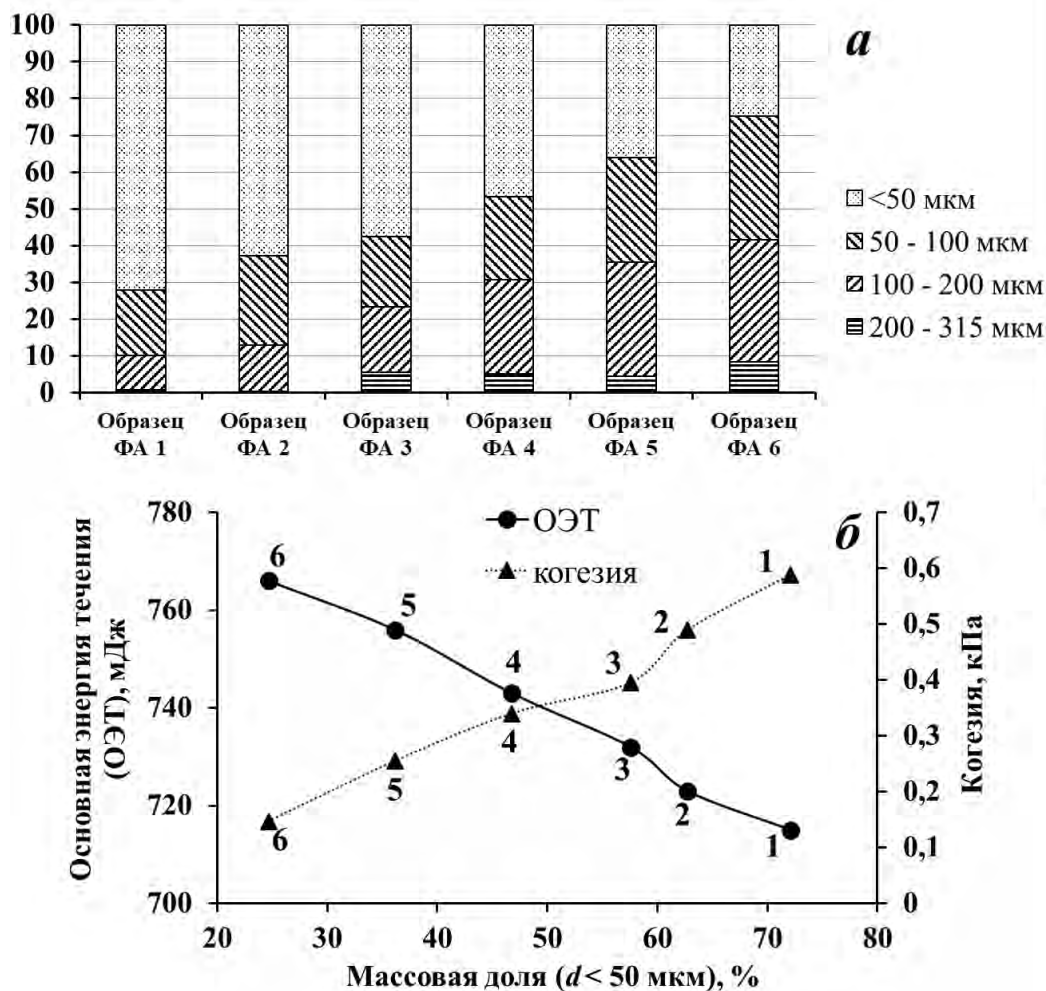 100
90
80
70
60
50
40
30
20
10
0
а
<50 мкм
50 - 100 мкм
100 - 200 мкм
200 - 315 мкм
Образец ФА 1
Образец ФА 2
Образец ФА 3
Образец ФА 4
Образец ФА 5
Образец ФА 6
Основная энергия течения
(ОЭТ), мДж
780
760
740
720
700
ОЭТ
когезия
б
6
5
4
3
2
1
6
5
4
3
2
1
0,7
0,6
0,5
0,4
0,3
0,2
0,1
0
Когезия, кПа
20 30 40 50 60 70 80
Массовая доля (d < 50 мкм), %